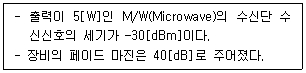 - 출력이 5[W]인 M/W(Microwave)의 수신단 수
신신호의 세기가 -30[dBm]이다.
- 장비의 페이드 마진은 40[dB]로 주어졌다.